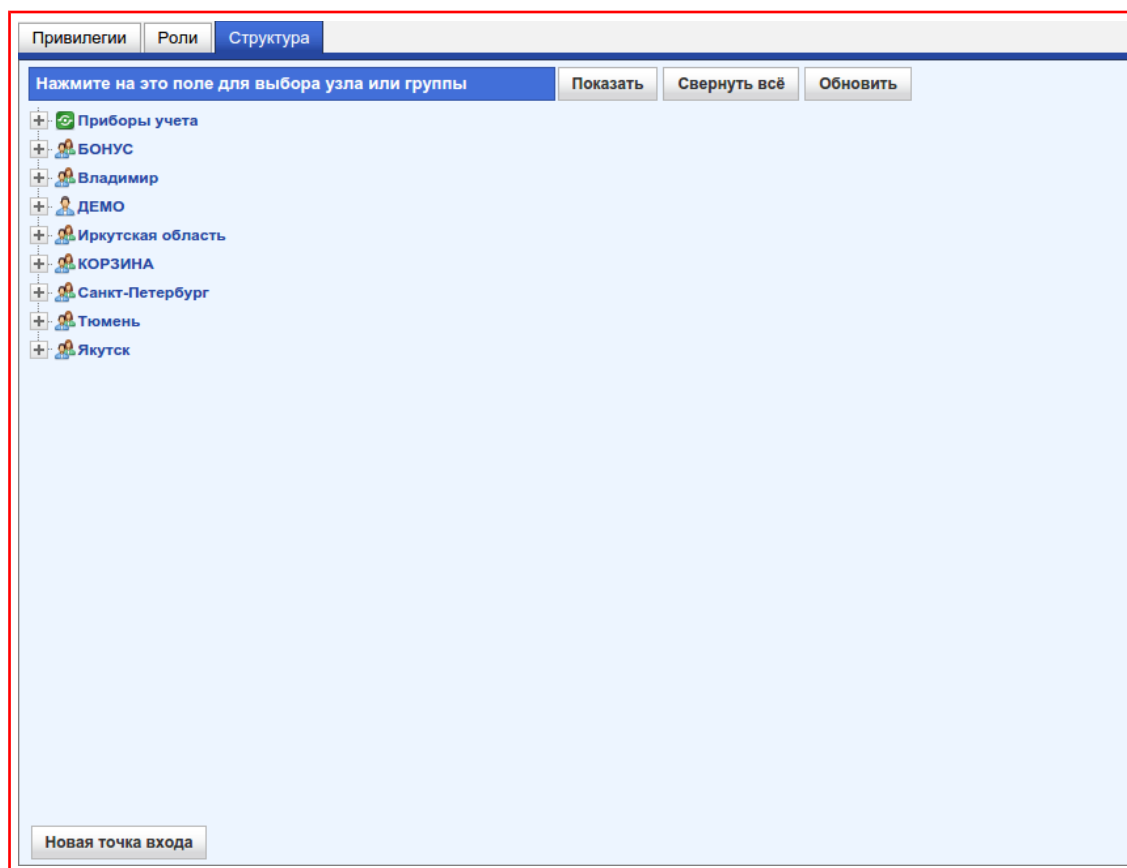 Привилегии Роли Структура
Нажмите на это поле для выбора узла или группы Показать Свернуть всё Обновить
Приборы учета
БОНУС
Владимир
ДЕМО
Иркутская область
КОРЗИНА
Санкт-Петербург
Тюмень
Якутск
Новая точка входа